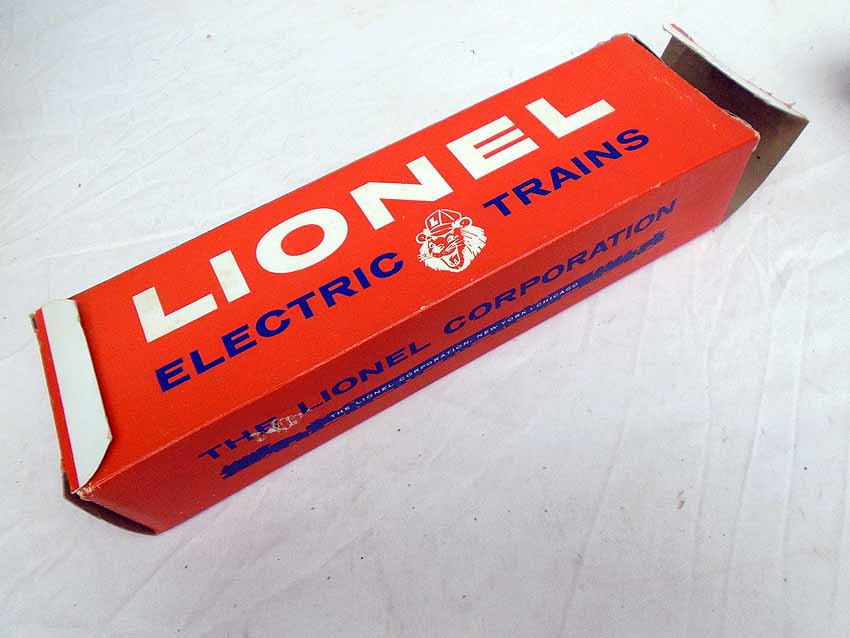 LIONEL
ELECTRIC TRAINS
L
THE LIONEL CORPORATION
THE LIONEL CORPORATION, NEW YORK • CHICAGO